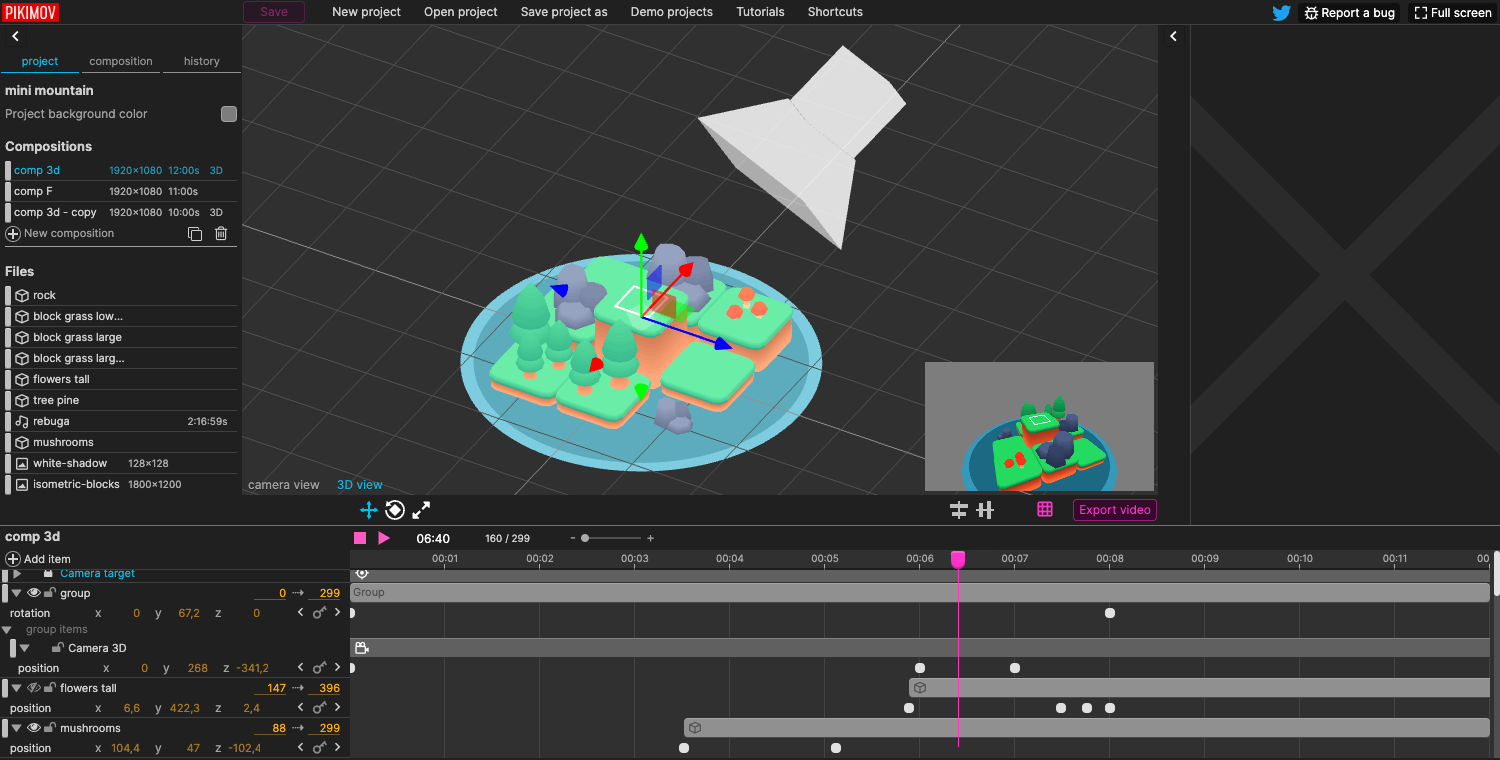 PIKIMOV
Save New project Open project Save project as Demo projects Tutorials Shortcuts Report a bug Full screen
project composition history
mini mountain
Project background color
Compositions
comp 3d 1920×1080 12:00s 3D
comp F 1920×1080 11:00s
comp 3d - copy 1920×1080 10:00s 3D
New composition
Files
rock
block grass low...
block grass large
block grass larg...
flowers tall
tree pine
rebuga 2:16:59s
mushrooms
white-shadow 128×128
isometric-blocks 1800×1200
camera view 3D view
Export video
comp 3d 06:40 160 / 299 - +
Add item 00:01 00:02 00:03 00:04 00:05 00:06 00:07 00:08 00:09 00:10 00:11 00
Camera target
group 0 299 Group
rotation x 0 y 67,2 z 0
group items
Camera 3D
position x 0 y 268 z -341,2
flowers tall 147 396
position x 6,6 y 422,3 z 2,4
mushrooms 88 299
position x 104,4 y 47 z -102,4